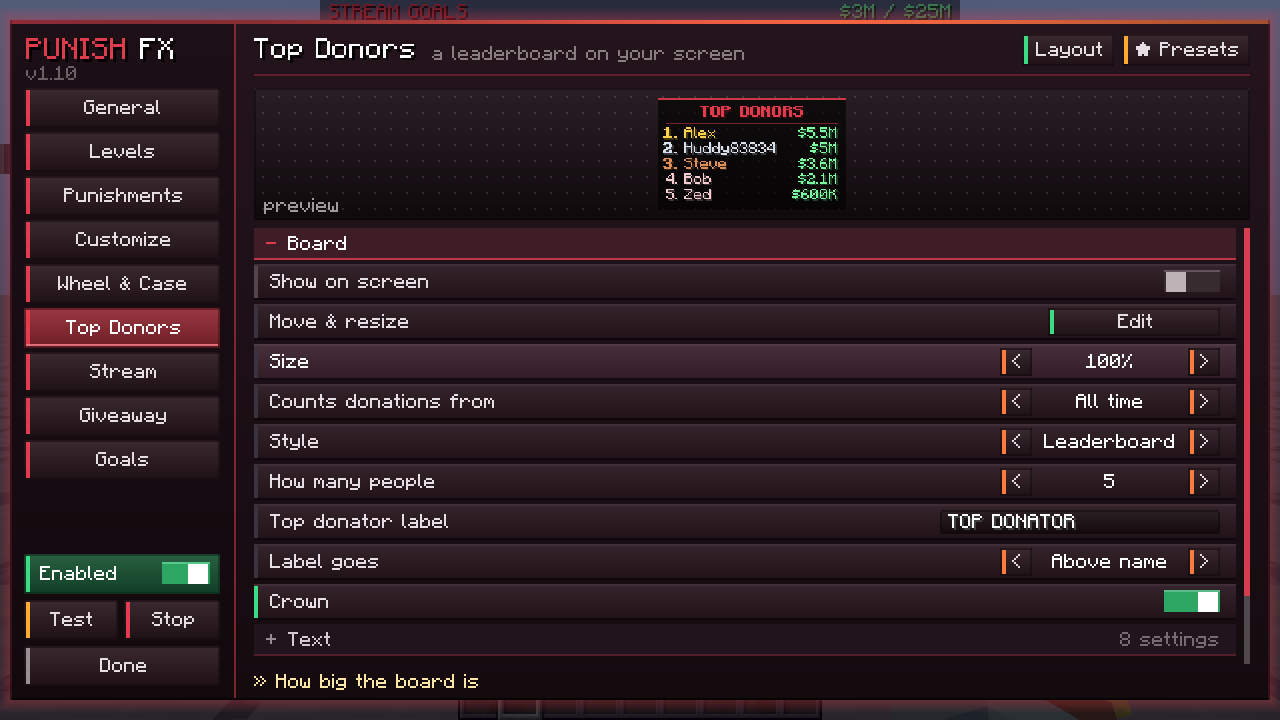 STREAM GOALS $3M / $25M
PUNISH FX
v1.10
Top Donors a leaderboard on your screen
Layout
★ Presets
General
Levels
Punishments
Customize
Wheel & Case
Top Donors
Stream
Giveaway
Goals
Enabled
Test
Stop
Done
TOP DONORS
1. Alex $5.5M
2. Huddy83834 $5M
3. Steve $3.6M
4. Bob $2.1M
5. Zed $600K
preview
− Board
Show on screen
Move & resize Edit
Size < 100% >
Counts donations from < All time >
Style < Leaderboard >
How many people < 5 >
Top donator label TOP DONATOR
Label goes < Above name >
Crown
+ Text 8 settings
» How big the board is